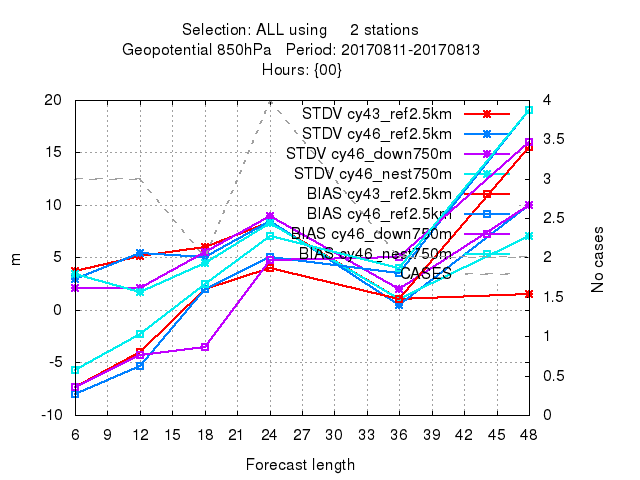 Selection: ALL using 2 stations
Geopotential 850hPa Period: 20170811-20170813
Hours: {00}
20 4
STDV cy43_ref2.5km
STDV cy46_ref2.5km
3.5
STDV cy46_down750m
15 STDV cy46_nest750m 3
BIAS cy43_ref2.5km
10 BIAS cy46_ref2.5km 2.5
BIAS cy46_down750m
BIAS cy46_nest750m
5 2
CASES
m
No cases
1.5
0
1
-5
0.5
-10 0
6 9 12 15 18 21 24 27 30 33 36 39 42 45 48
Forecast length